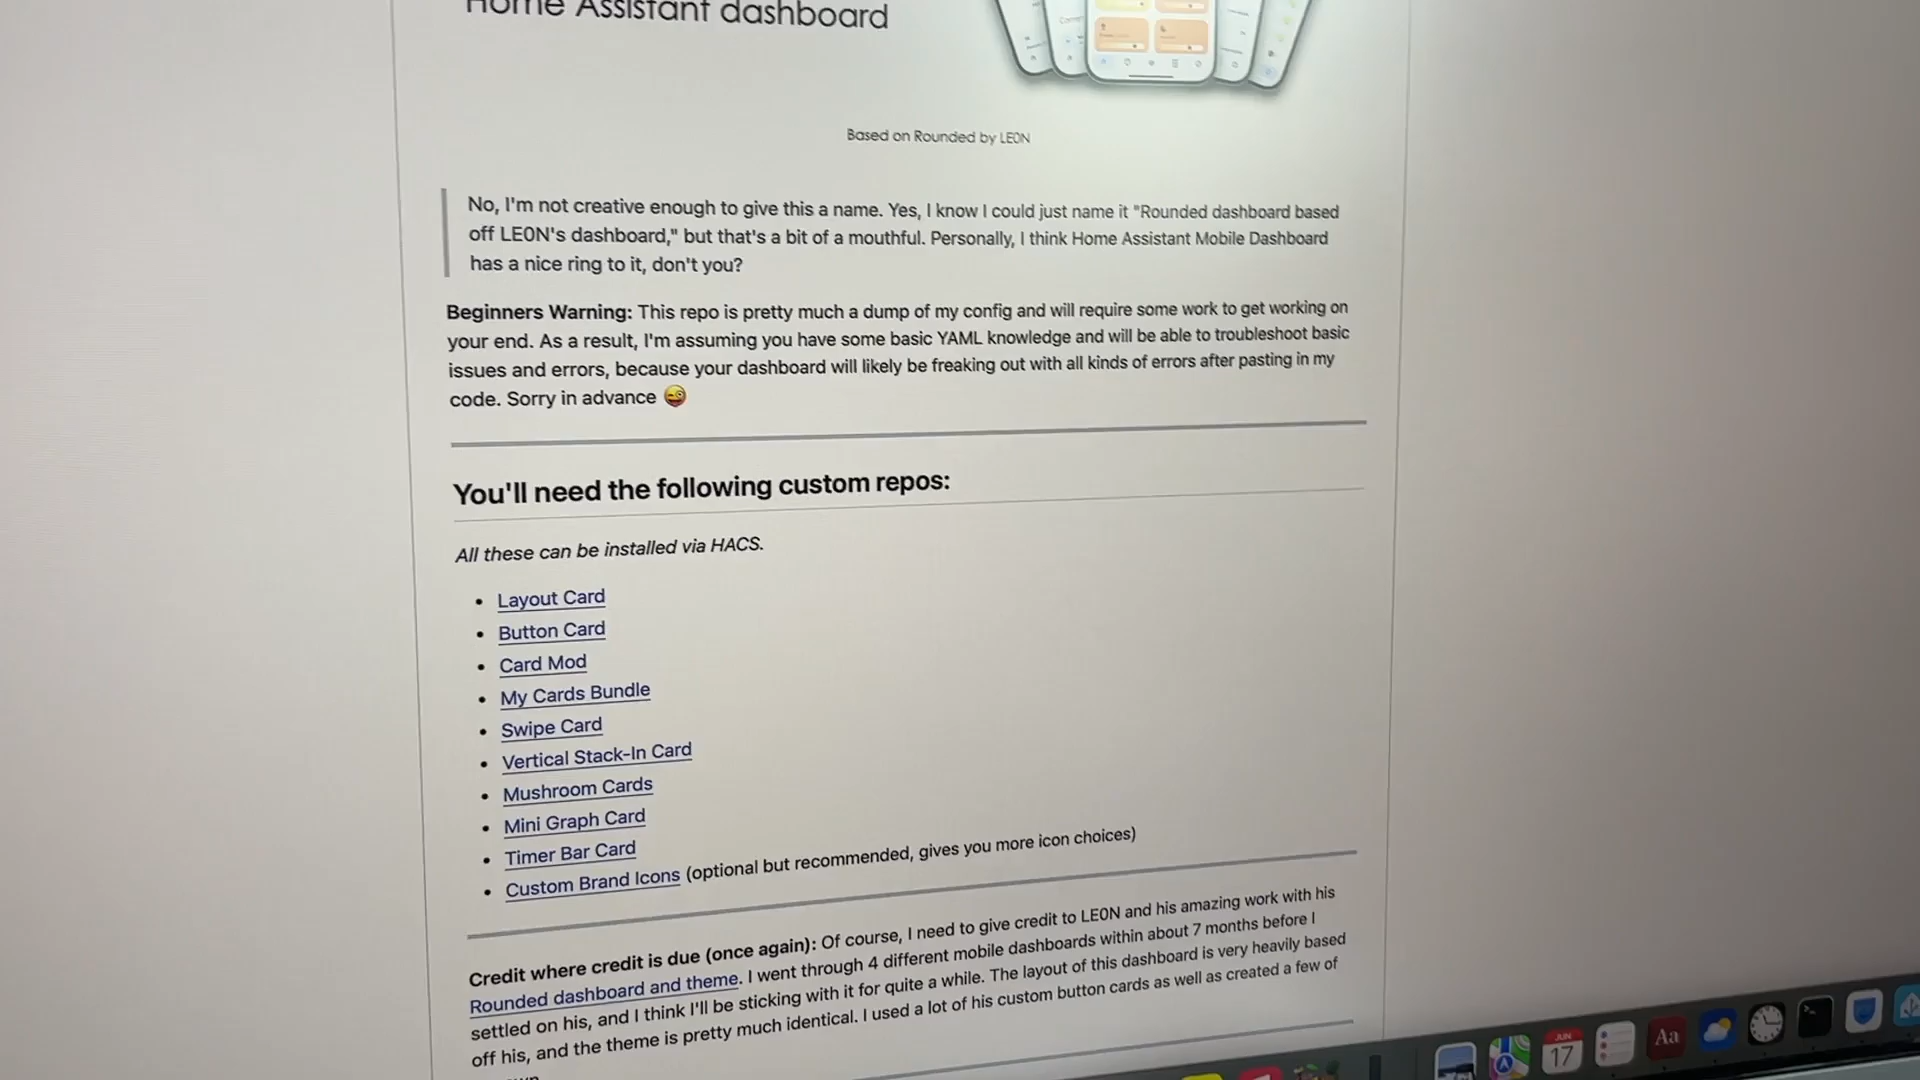 Home Assistant dashboard
Based on Rounded by LE0N
No, I'm not creative enough to give this a name. Yes, I know I could just name it "Rounded dashboard based
off LE0N's dashboard," but that's a bit of a mouthful. Personally, I think Home Assistant Mobile Dashboard
has a nice ring to it, don't you?
Beginners Warning: This repo is pretty much a dump of my config and will require some work to get working on
your end. As a result, I'm assuming you have some basic YAML knowledge and will be able to troubleshoot basic
issues and errors, because your dashboard will likely be freaking out with all kinds of errors after pasting in my
code. Sorry in advance 😜
You'll need the following custom repos:
All these can be installed via HACS.
• Layout Card
• Button Card
• Card Mod
• My Cards Bundle
• Swipe Card
• Vertical Stack-In Card
• Mushroom Cards
• Mini Graph Card
• Timer Bar Card
• Custom Brand Icons (optional but recommended, gives you more icon choices)
Credit where credit is due (once again): Of course, I need to give credit to LE0N and his amazing work with his
Rounded dashboard and theme. I went through 4 different mobile dashboards within about 7 months before I
settled on his, and I think I'll be sticking with it for quite a while. The layout of this dashboard is very heavily based
off his, and the theme is pretty much identical. I used a lot of his custom button cards as well as created a few of
JUN
17
Aa